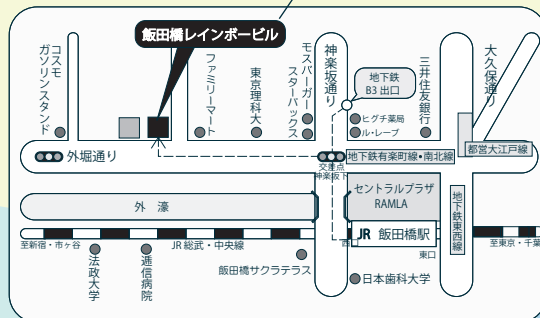 飯田橋レインボービル
コスモ
ガソリンスタンド
ファミリーマート
東京理科大
モスバーガー
スターバックス
神楽坂通り
地下鉄
B3 出口
三井住友銀行
大久保通り
ヒグチ薬局
ル・レーブ
外堀通り
交差点
神楽坂下
地下鉄有楽町線・南北線
都営大江戸線
セントラルプラザ
RAMLA
外 濠
地下鉄東西線
JR 飯田橋駅
西口
東口
至新宿・市ヶ谷
JR 総武・中央線
至東京・千葉
法政大学
逓信病院
飯田橋サクラテラス
日本歯科大学